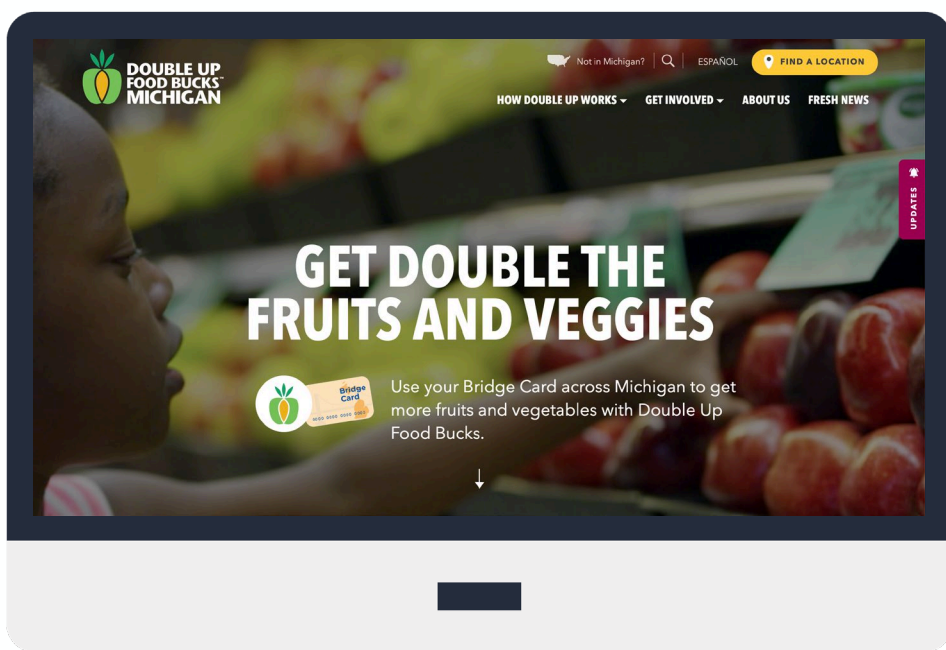 DOUBLE UP
FOOD BUCKS™
MICHIGAN
Not in Michigan?
ESPAÑOL
FIND A LOCATION
HOW DOUBLE UP WORKS
GET INVOLVED
ABOUT US
FRESH NEWS
UPDATES
GET DOUBLE THE
FRUITS AND VEGGIES
Bridge
Card
Use your Bridge Card across Michigan to get
more fruits and vegetables with Double Up
Food Bucks.